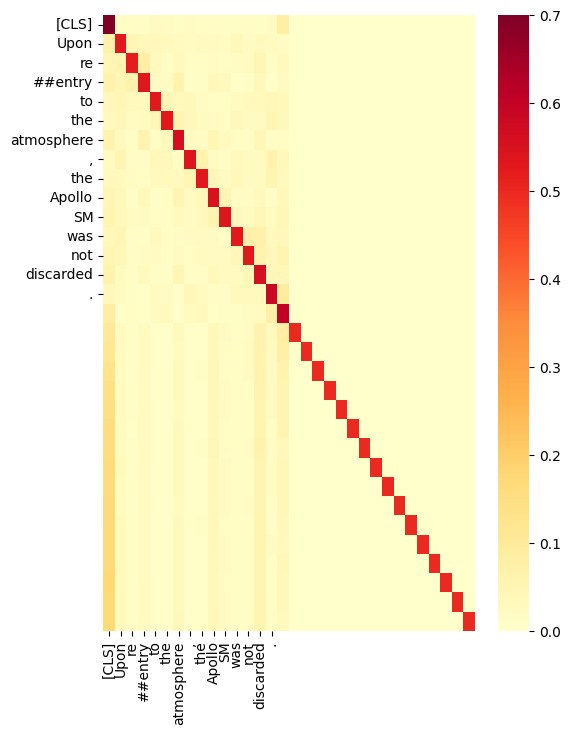 [CLS]
Upon
re
##entry
to
the
atmosphere
,
the
Apollo
SM
was
not
discarded
.
0.7
0.6
0.5
0.4
0.3
0.2
0.1
0.0
[CLS]
Upon
re
##entry
to
the
atmosphere
,
the
Apollo
SM
was
not
discarded
.